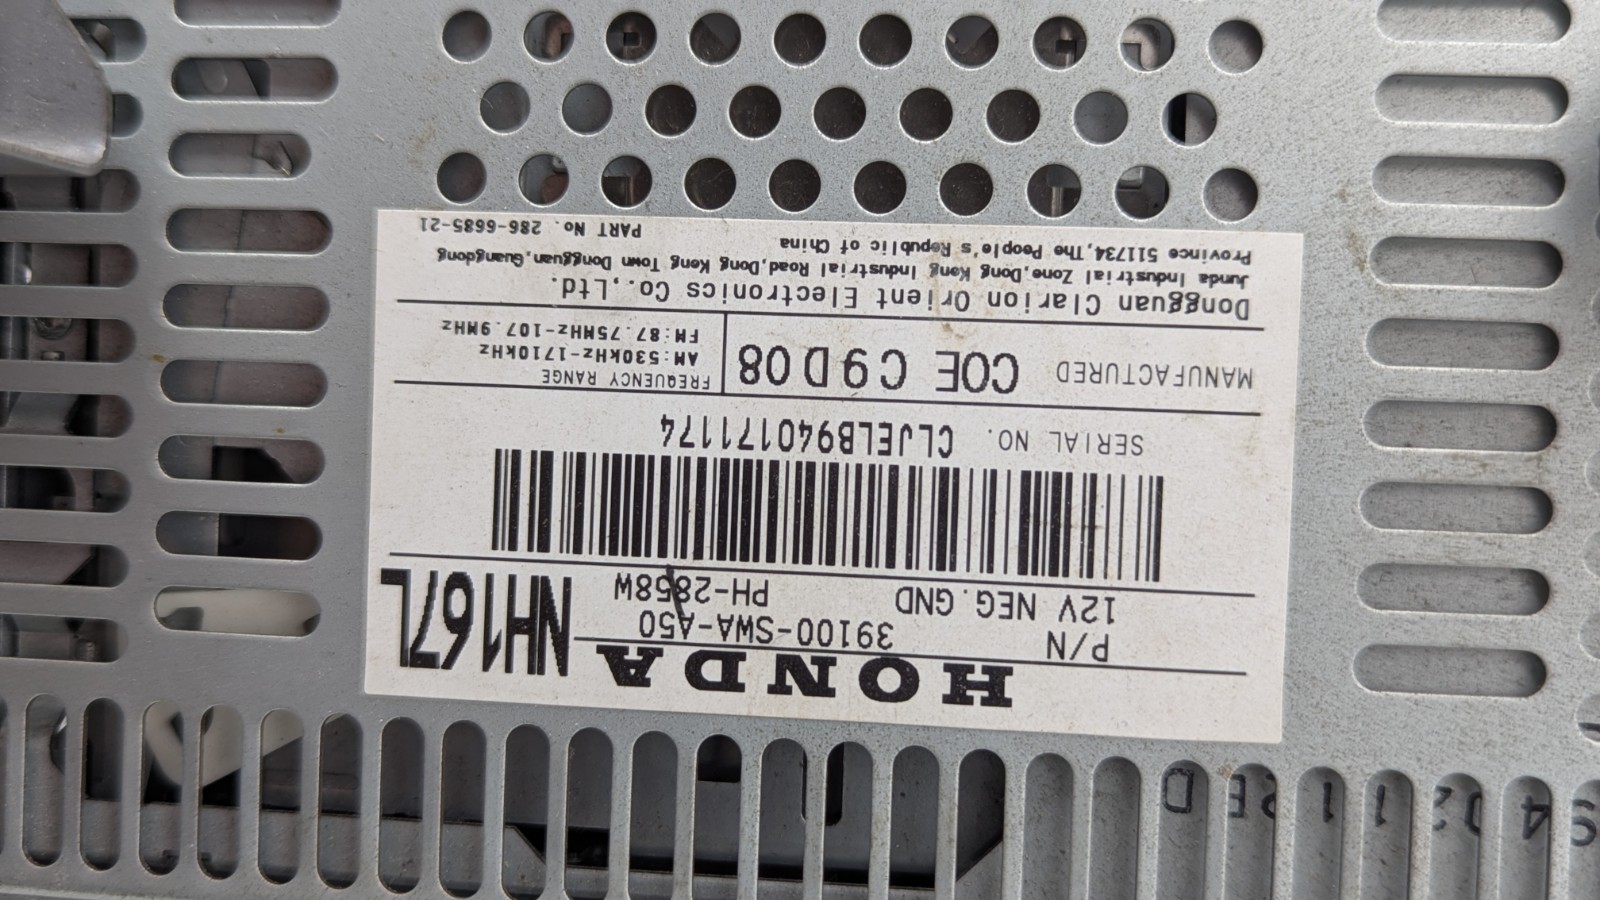 HONDA
P/N 39100-SWA-A50
12V NEG.GND PH-2858W
NH167L
SERIAL NO. CLJELB940171174
MANUFACTURED COE C9D08
FREQUENCY RANGE
AM:530kHz-1710kHz
FM:87.75MHz-107.9MHz
Dongguan Clarion Orient Electronics Co.,Ltd.
Junda Industrial Zone,Dong Keng Industrial Road,Dong Keng Town Dongguan,Guangdong
Province 511734,The People's Republic of China
PART No. 286-6685-21